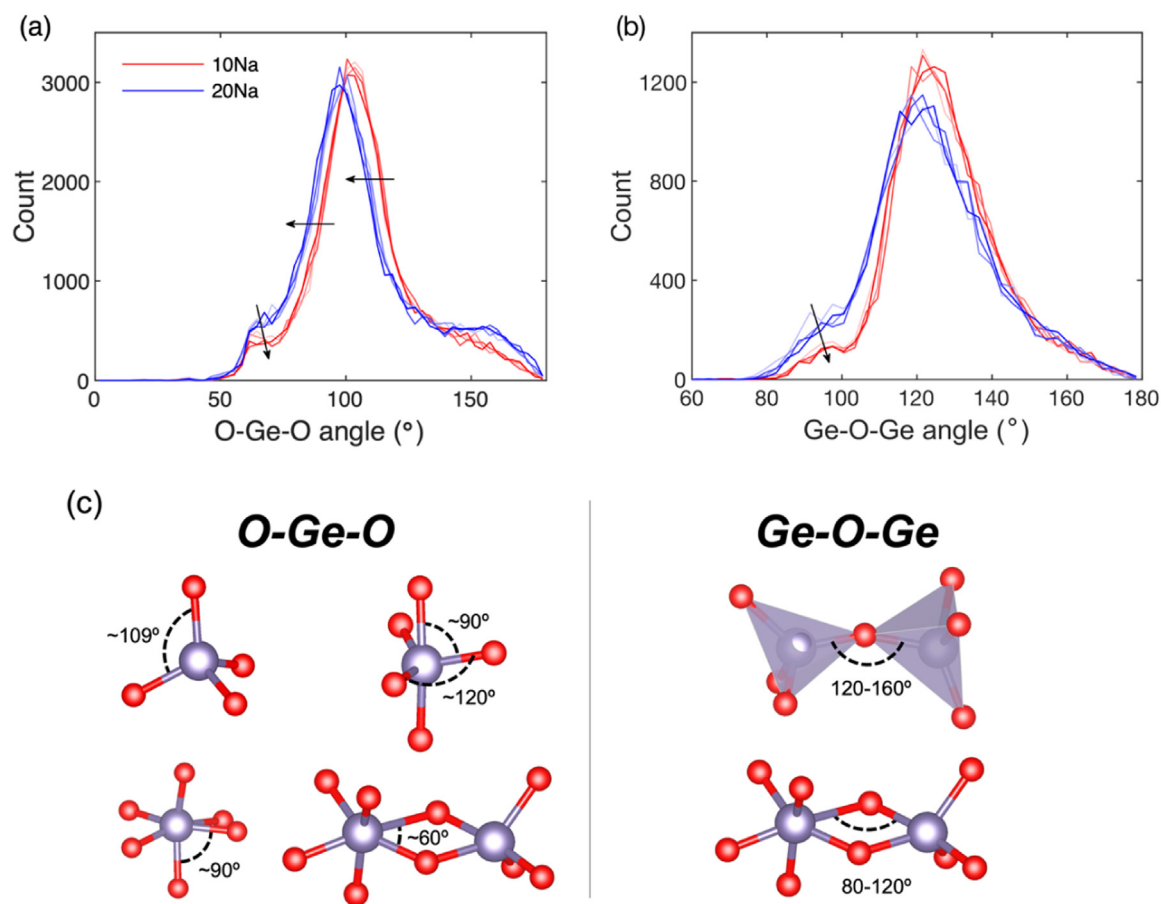 (a)
3000
2000
1000
0
Count
10Na
20Na
0 50 100 150
O-Ge-O angle (°)
(b)
1200
800
400
0
Count
60 80 100 120 140 160 180
Ge-O-Ge angle (°)
(c)
O-Ge-O
~109º
~90º
~120º
~90º
~60º
Ge-O-Ge
120-160º
80-120º